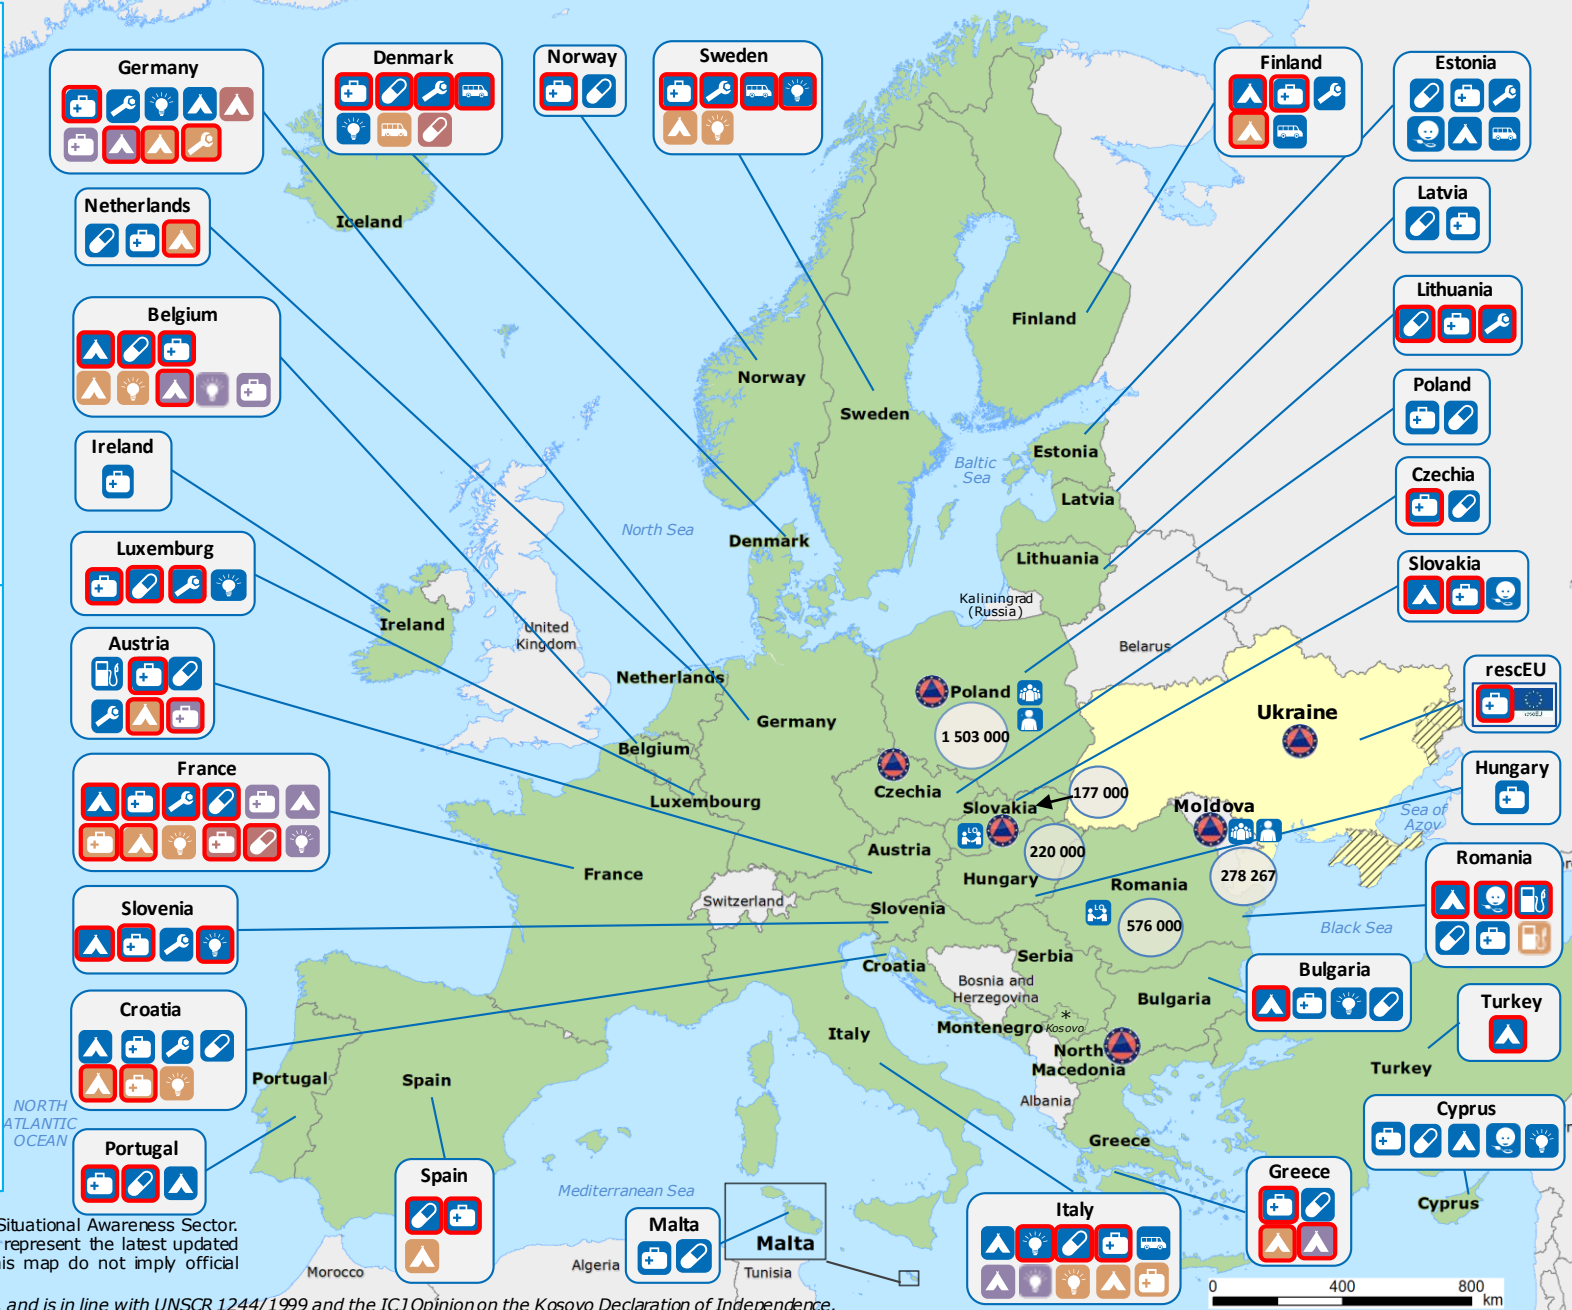 Germany
Denmark
Norway
Sweden
Finland
Estonia
Netherlands
Iceland
Latvia
Belgium
Lithuania
Finland
Norway
Sweden
Poland
Ireland
Estonia
Baltic
Sea
Czechia
Latvia
North Sea
Denmark
Luxemburg
Lithuania
Slovakia
Kaliningrad
(Russia)
Ireland
United
Kingdom
Belarus
Austria
Netherlands
Poland
rescEU
Ukraine
Germany
1 503 000
Belgium
France
Czechia
177 000
Hungary
Luxembourg
Slovakia
Moldova
Sea of
Azov
Austria
220 000
Romania
France
Hungary
Romania
278 267
Switzerland
Slovenia
Slovenia
576 000
Black Sea
Serbia
Croatia
Bulgaria
Bosnia and
Herzegovina
Bulgaria
Croatia
Montenegro
*
Kosovo
Turkey
Italy
North
Macedonia
Turkey
Portugal
Spain
Albania
NORTH
ATLANTIC
OCEAN
Cyprus
Greece
Portugal
Spain
Mediterranean Sea
Greece
Cyprus
Malta
Italy
Malta
Situational Awareness Sector.
represent the latest updated
is map do not imply official
Morocco
Algeria
Tunisia
0 400 800
km
and is in line with UNSCR 1244/1999 and the ICJ Opinion on the Kosovo Declaration of Independence.